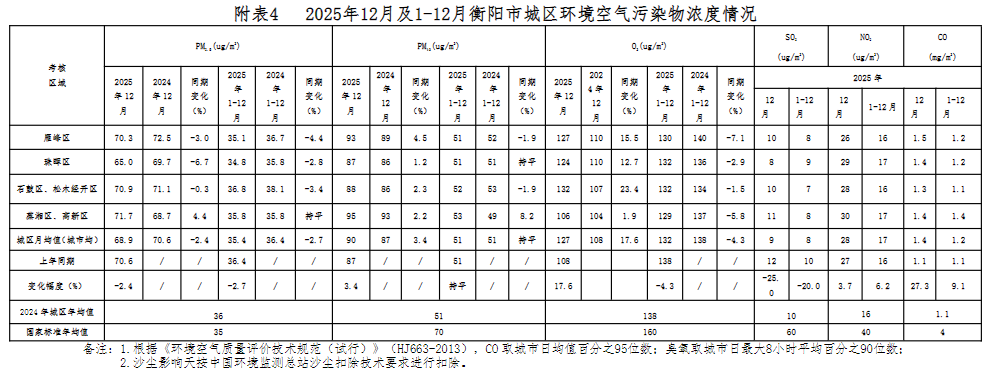 附表4 2025年12月及1-12月衡阳市城区环境空气污染物浓度情况
考核区域 PM2.5(ug/㎥) PM10(ug/㎥) O3(ug/㎥) SO2(ug/㎥) NO2(ug/㎥) CO(mg/㎥)
2025年12月 2024年12月 同期变化(%) 2025年1-12月 2024年1-12月 同期变化(%) 2025年12月 2024年12月 同期变化(%) 2025年1-12月 2024年1-12月 同期变化(%) 2025年12月 2024年12月 同期变化(%) 2025年1-12月 2024年1-12月 同期变化(%) 2025年
12月 1-12月 12月 1-12月 12月 1-12月
雁峰区 70.3 72.5 -3.0 35.1 36.7 -4.4 93 89 4.5 51 52 -1.9 127 110 15.5 130 140 -7.1 10 8 26 16 1.5 1.2
珠晖区 65.0 69.7 -6.7 34.8 35.8 -2.8 87 86 1.2 51 51 持平 124 110 12.7 132 136 -2.9 8 9 29 17 1.4 1.2
石鼓区、松木经开区 70.9 71.1 -0.3 36.8 38.1 -3.4 88 86 2.3 52 53 -1.9 132 107 23.4 132 134 -1.5 10 7 28 16 1.3 1.1
蒸湘区、高新区 71.7 68.7 4.4 35.8 35.8 持平 95 93 2.2 53 49 8.2 106 104 1.9 129 137 -5.8 11 8 30 17 1.4 1.4
城区月均值(城市均) 68.9 70.6 -2.4 35.4 36.4 -2.7 90 87 3.4 51 51 持平 127 108 17.6 132 138 -4.3 9 8 28 17 1.4 1.2
上年同期 70.6 / / 36.4 / / 87 / / 51 / / 108 / 138 / / 12 10 27 16 1.1 1.1
变化幅度(%) -2.4 / / -2.7 / / 3.4 / / 持平 / / 17.6 -4.3 / / -25.0 -20.0 3.7 6.2 27.3 9.1
2024年城区年均值 36 51 138 10 16 1.1
国家标准年均值 35 70 160 60 40 4
备注：1.根据《环境空气质量评价技术规范（试行）》（HJ663-2013），CO取城市日均值百分之95位数；臭氧取城市日最大8小时平均百分之90位数；
2.沙尘影响天按中国环境监测总站沙尘扣除技术要求进行扣除。